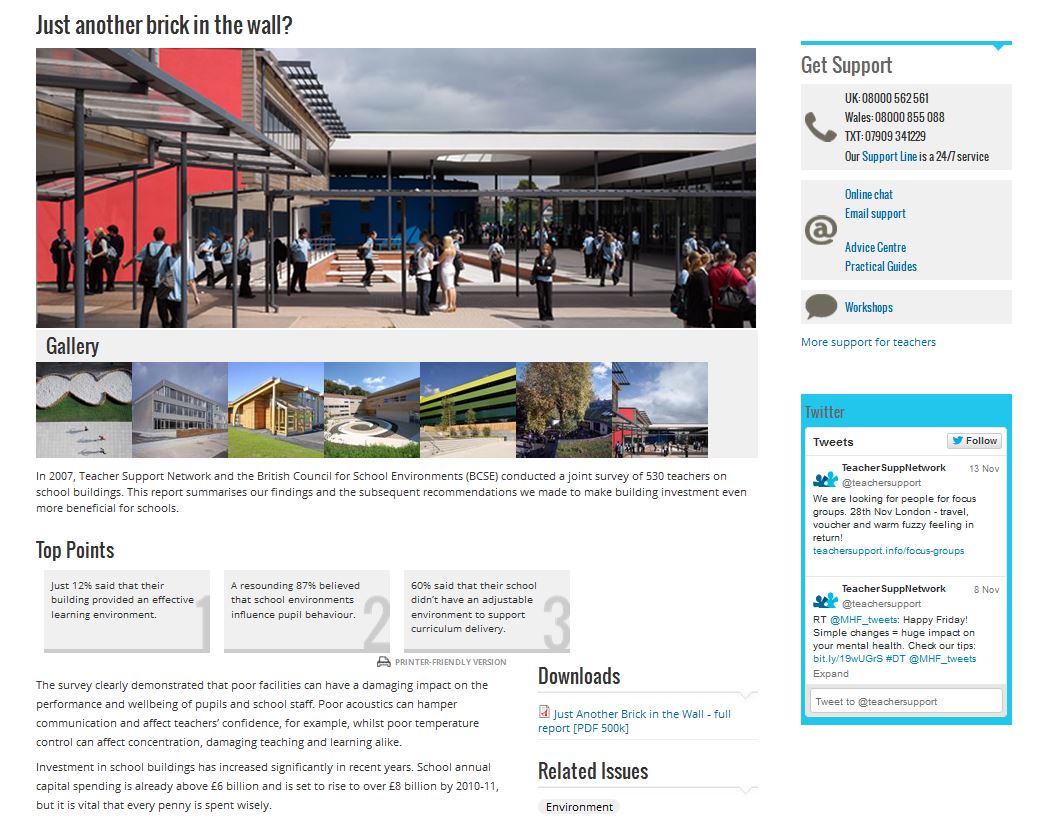 Just another brick in the wall?
Gallery
In 2007, Teacher Support Network and the British Council for School Environments (BCSE) conducted a joint survey of 530 teachers on
school buildings. This report summarises our findings and the subsequent recommendations we made to make building investment even
more beneficial for schools.
Top Points
Just 12% said that their
building provided an effective
learning environment.
1
A resounding 87% believed
that school environments
influence pupil behaviour.
2
60% said that their school
didn't have an adjustable
environment to support
curriculum delivery.
3
PRINTER-FRIENDLY VERSION
The survey clearly demonstrated that poor facilities can have a damaging impact on the
performance and wellbeing of pupils and school staff. Poor acoustics can hamper
communication and affect teachers' confidence, for example, whilst poor temperature
control can affect concentration, damaging teaching and learning alike.
Investment in school buildings has increased significantly in recent years. School annual
capital spending is already above £6 billion and is set to rise to over £8 billion by 2010-11,
but it is vital that every penny is spent wisely.
Downloads
Just Another Brick in the Wall - full
report [PDF 500k]
Related Issues
Environment
Get Support
UK: 08000 562 561
Wales: 08000 855 088
TXT: 07909 341229
Our Support Line is a 24/7 service
@
Online chat
Email support
Advice Centre
Practical Guides
Workshops
More support for teachers
Twitter
Tweets
Follow
TeacherSuppNetwork 13 Nov
@teachersupport
We are looking for people for focus
groups. 28th Nov London - travel,
voucher and warm fuzzy feeling in
return!
teachersupport.info/focus-groups
TeacherSuppNetwork 8 Nov
@teachersupport
RT @MHF_tweets: Happy Friday!
Simple changes = huge impact on
your mental health. Check our tips:
bit.ly/19wUGrS #DT @MHF_tweets
Expand
Tweet to @teachersupport